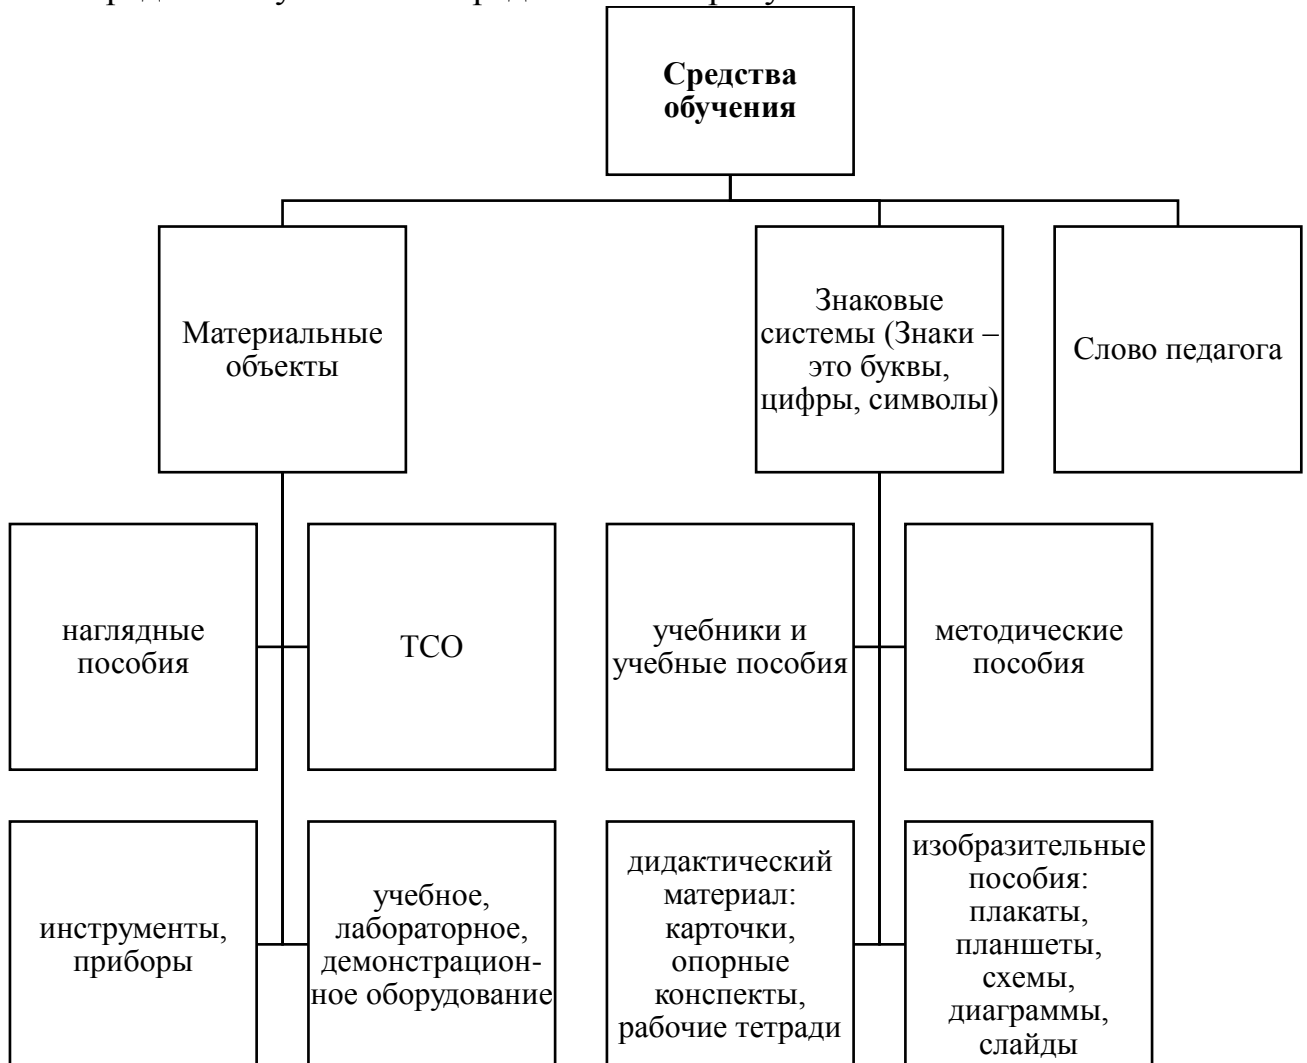 Средства
обучения
Материальные
объекты
Знаковые
системы (Знаки –
это буквы,
цифры, символы)
Слово педагога
наглядные
пособия
ТСО
учебники и
учебные пособия
методические
пособия
инструменты,
приборы
учебное,
лабораторное,
демонстрацион-
ное оборудование
дидактический
материал:
карточки,
опорные
конспекты,
рабочие тетради
изобразительные
пособия:
плакаты,
планшеты,
схемы,
диаграммы,
слайды